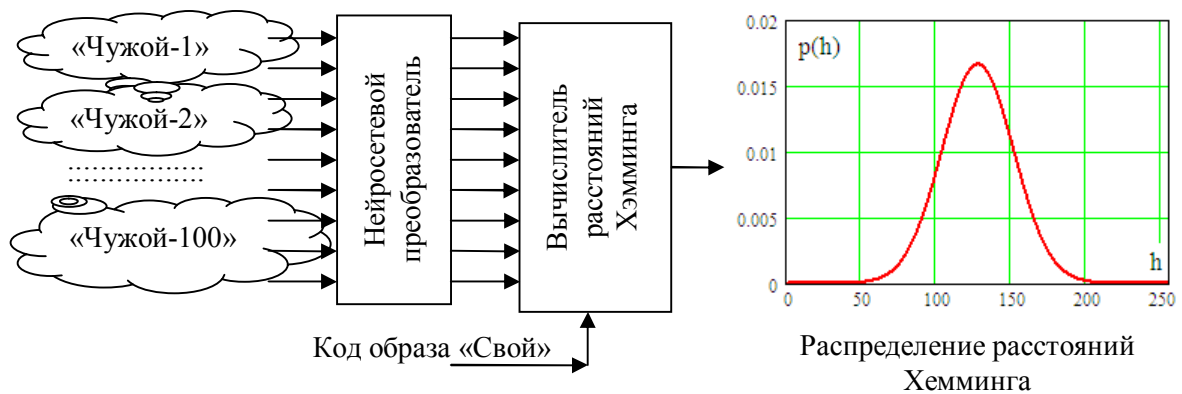 «Чужой-1»
«Чужой-2»
«Чужой-100»
Нейросетевой
преобразователь
Вычислитель
расстояний
Хэмминга
Код образа «Свой»
0.02
p(h)
0.015
0.01
0.005
h
0
0
50
100
150
200
250
Распределение расстояний
Хемминга